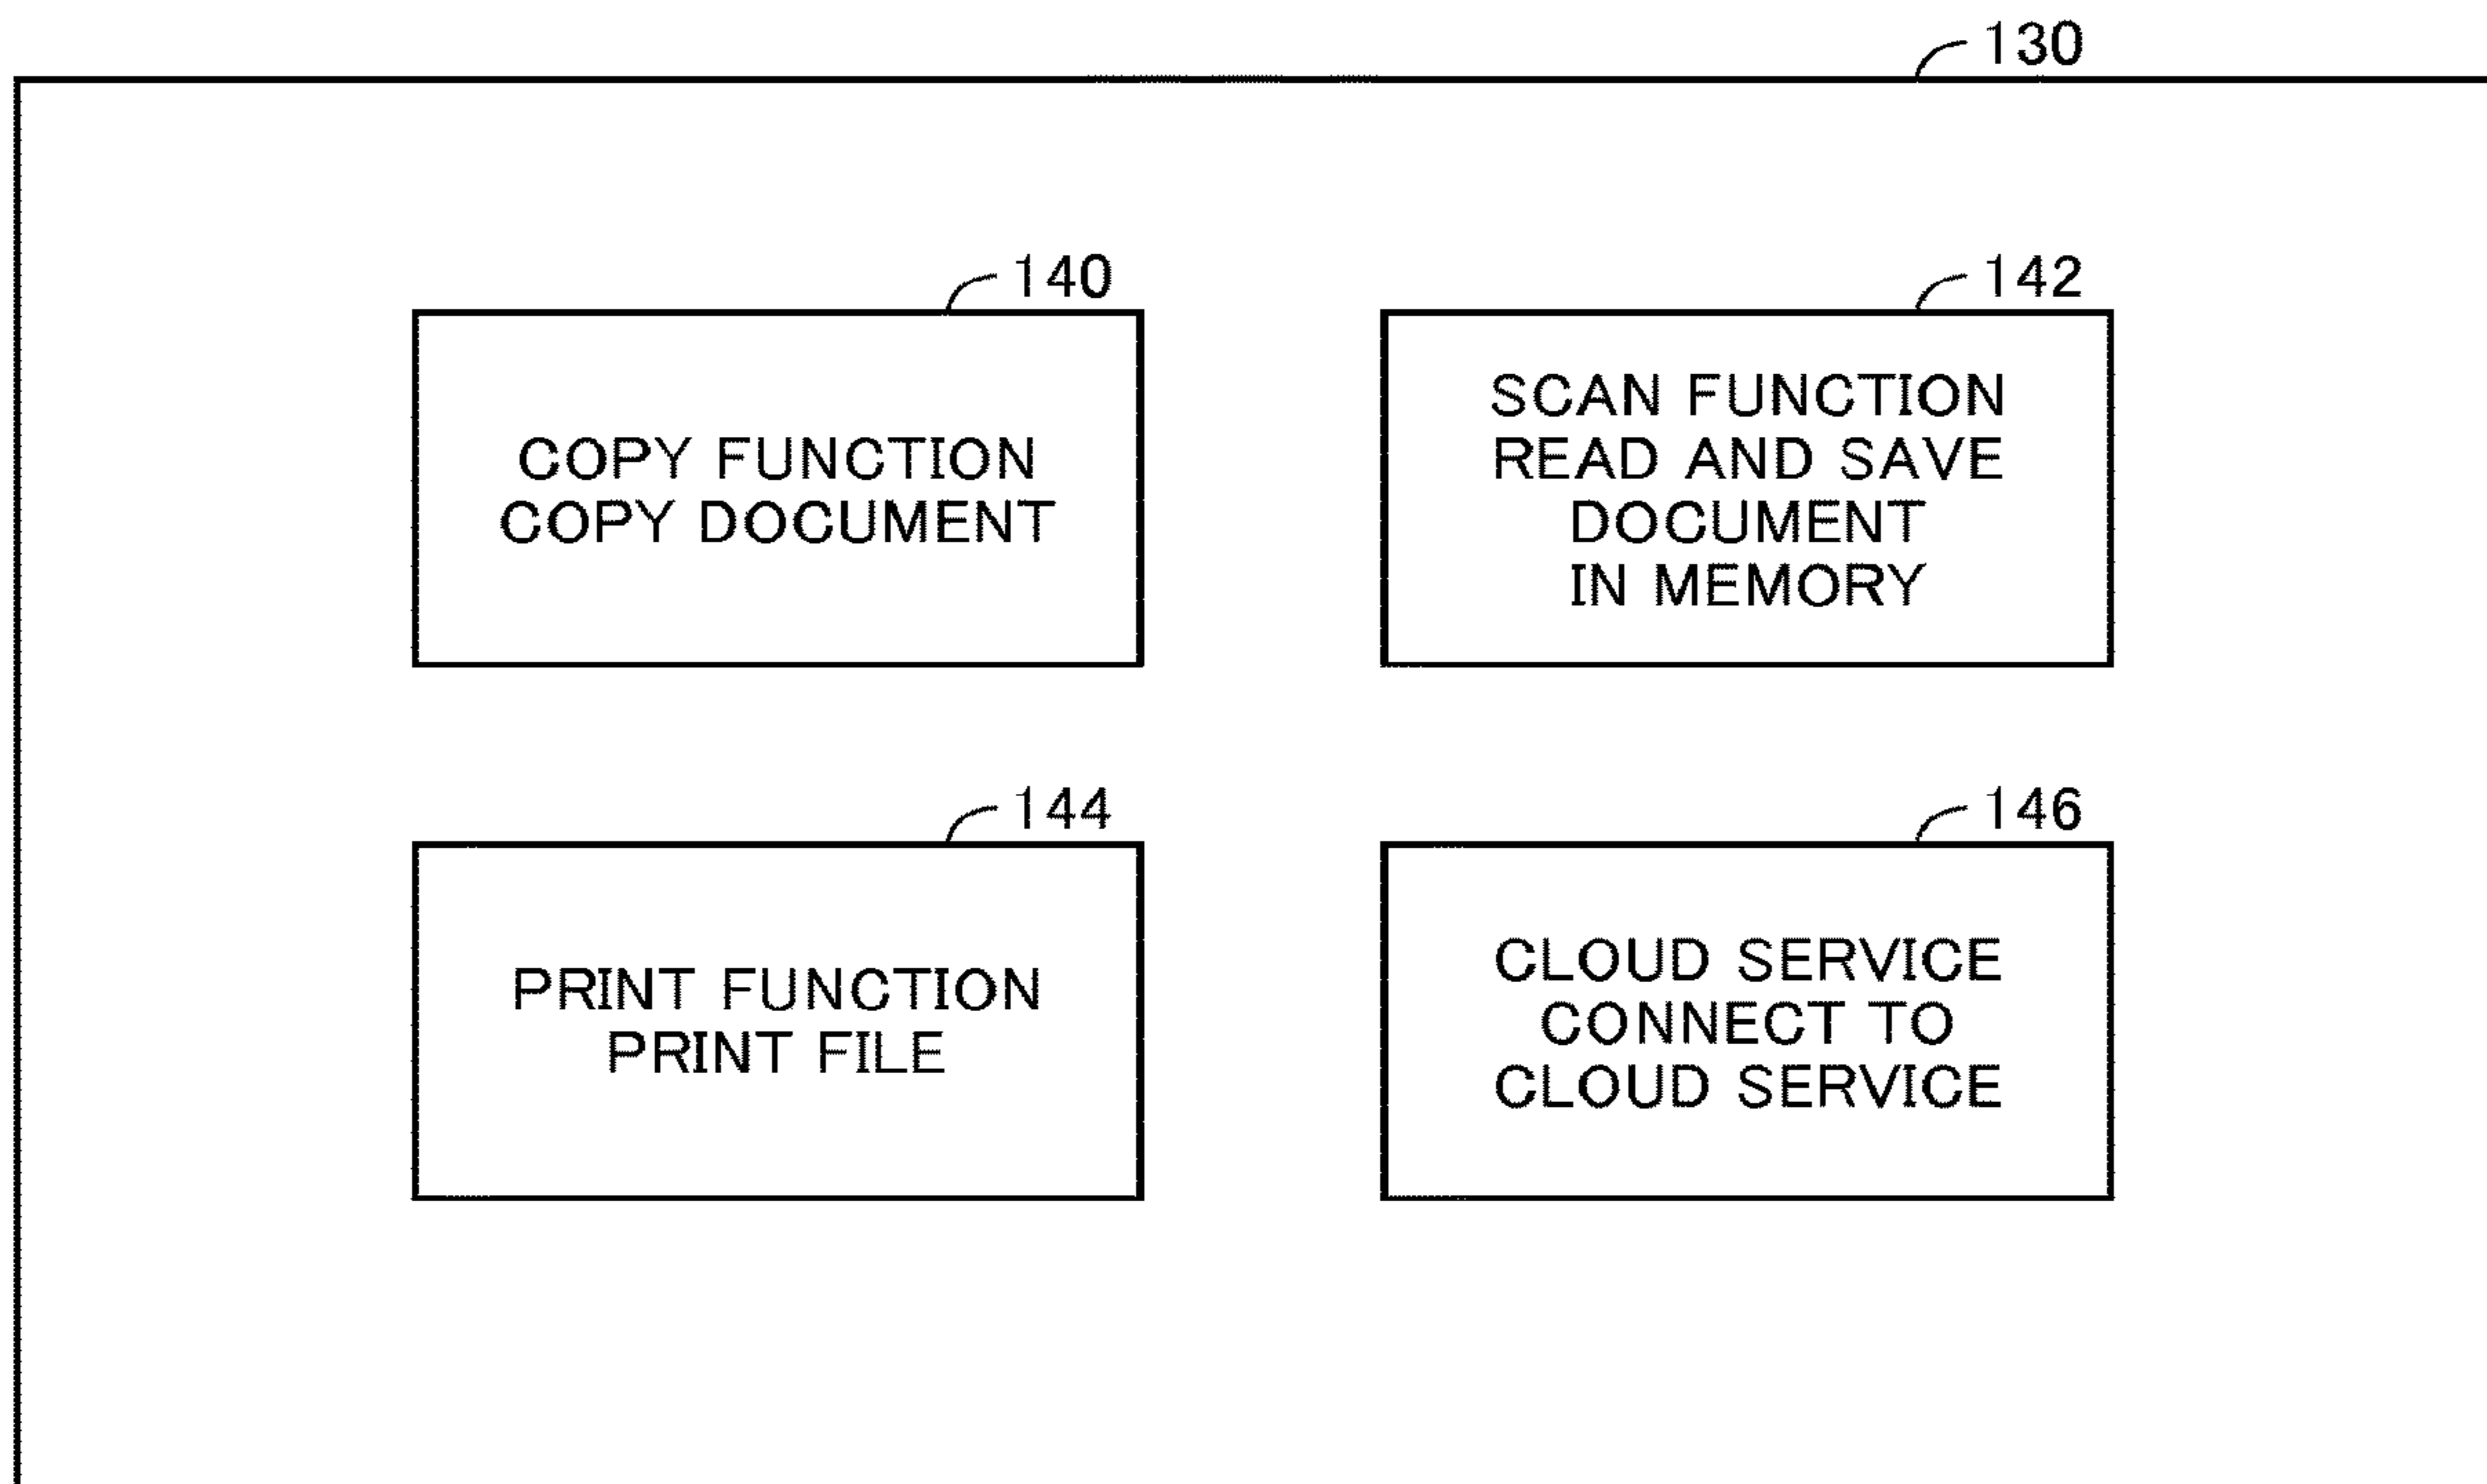 130
140
COPY FUNCTION
COPY DOCUMENT
142
SCAN FUNCTION
READ AND SAVE
DOCUMENT
IN MEMORY
144
PRINT FUNCTION
PRINT FILE
146
CLOUD SERVICE
CONNECT TO
CLOUD SERVICE